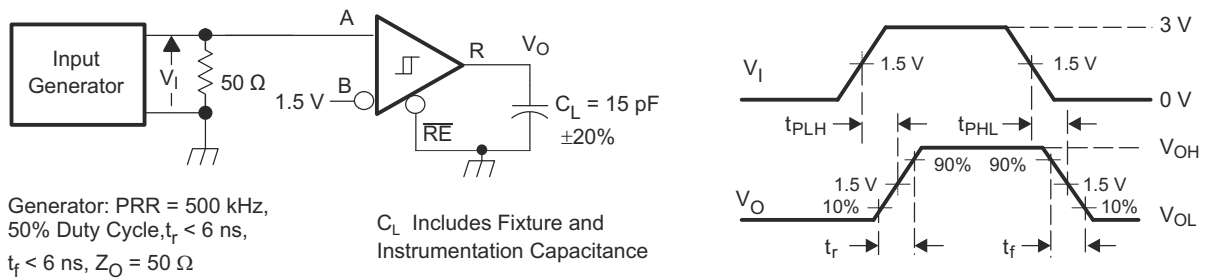 Input
Generator
V_I
50 Ω
A
B
1.5 V
RE
R
V_O
C_L = 15 pF
±20%
Generator: PRR = 500 kHz,
50% Duty Cycle,t_r < 6 ns,
t_f < 6 ns, Z_O = 50 Ω
C_L Includes Fixture and
Instrumentation Capacitance
V_I
3 V
1.5 V
1.5 V
0 V
t_PLH
t_PHL
V_OH
90%
90%
1.5 V
1.5 V
V_O
10%
10%
V_OL
t_r
t_f